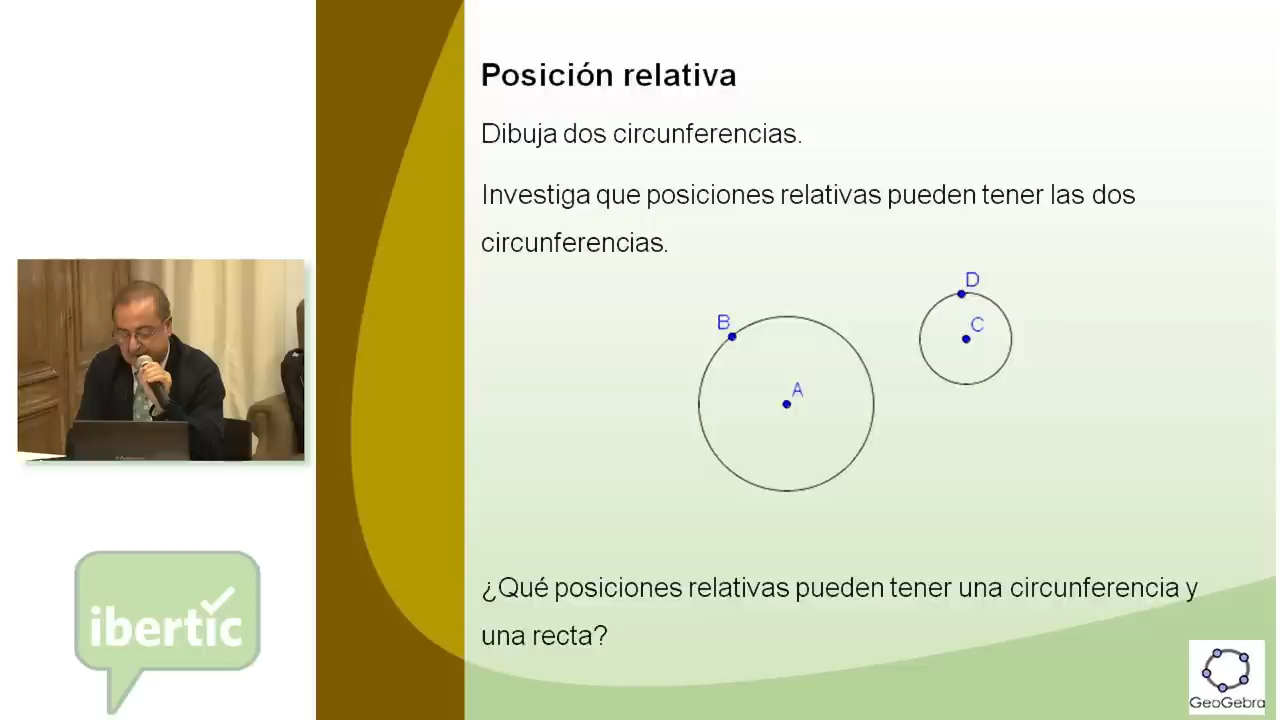 Posición relativa
Dibuja dos circunferencias.
Investiga que posiciones relativas pueden tener las dos
circunferencias.
D
C
B
A
¿Qué posiciones relativas pueden tener una circunferencia y
una recta?
ibertic
GeoGebra